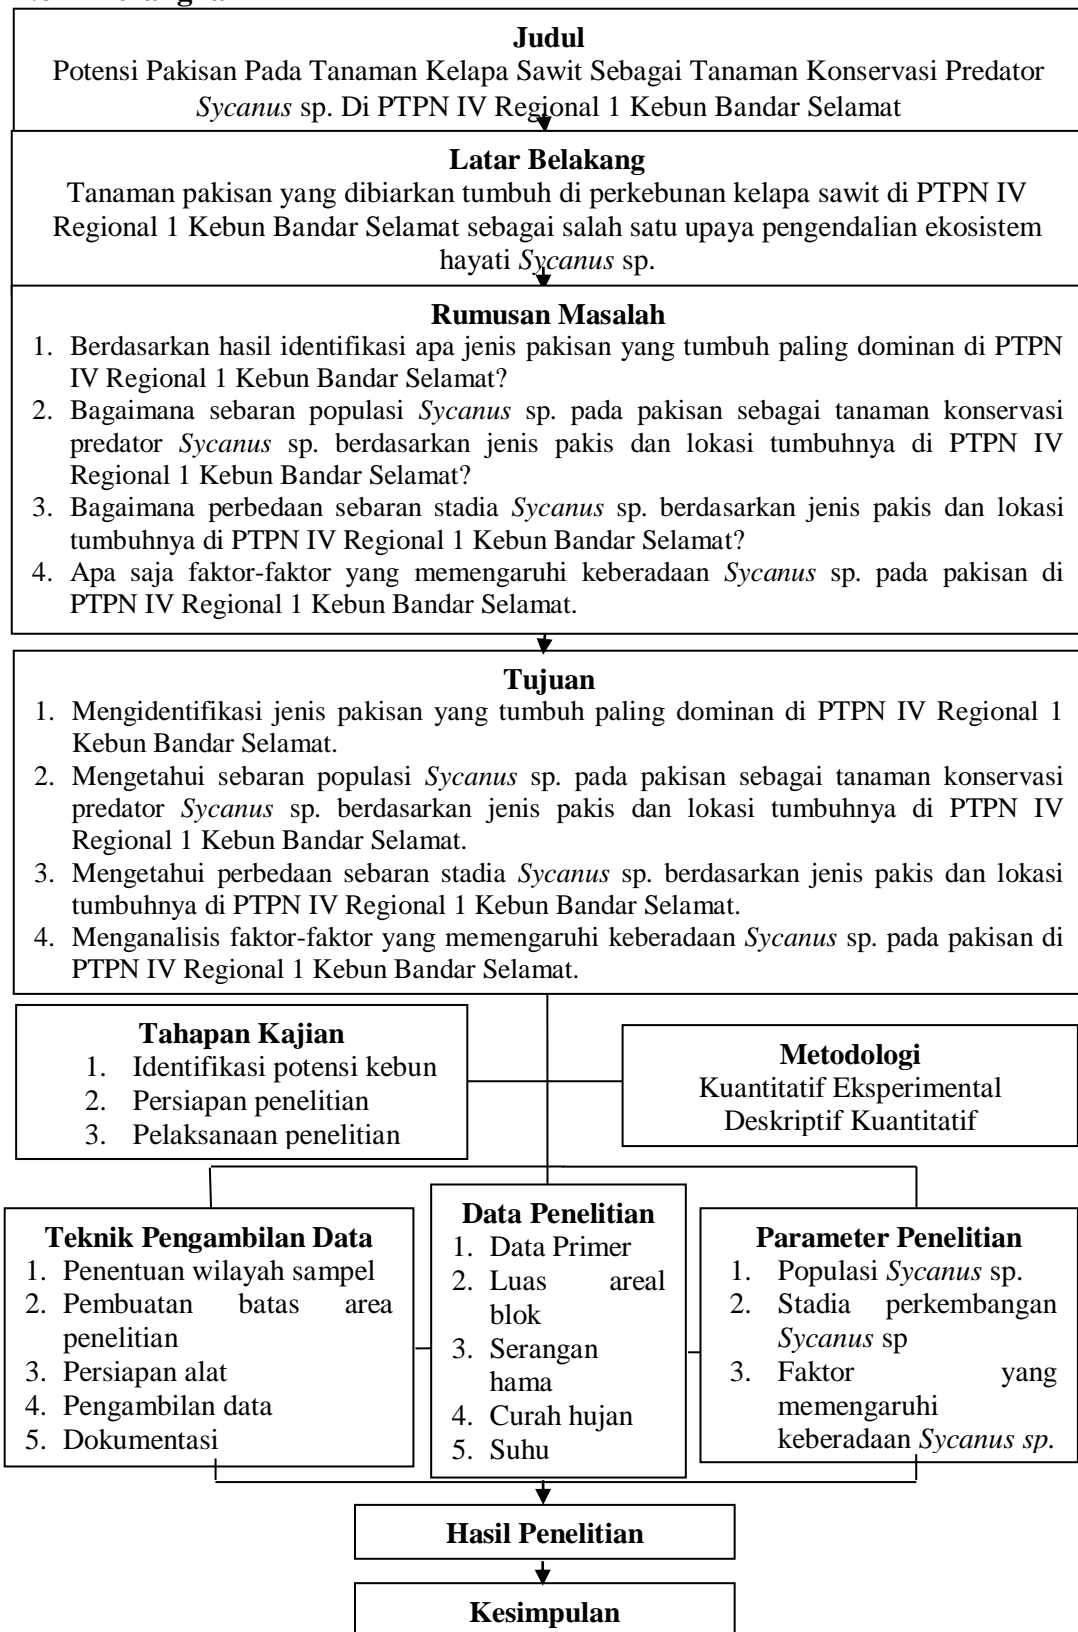 Judul
Potensi Pakisan Pada Tanaman Kelapa Sawit Sebagai Tanaman Konservasi Predator
Sycanus sp. Di PTPN IV Regional 1 Kebun Bandar Selamat
Latar Belakang
Tanaman pakisan yang dibiarkan tumbuh di perkebunan kelapa sawit di PTPN IV
Regional 1 Kebun Bandar Selamat sebagai salah satu upaya pengendalian ekosistem
hayati Sycanus sp.
Rumusan Masalah
1. Berdasarkan hasil identifikasi apa jenis pakisan yang tumbuh paling dominan di PTPN
IV Regional 1 Kebun Bandar Selamat?
2. Bagaimana sebaran populasi Sycanus sp. pada pakisan sebagai tanaman konservasi
predator Sycanus sp. berdasarkan jenis pakis dan lokasi tumbuhnya di PTPN IV
Regional 1 Kebun Bandar Selamat?
3. Bagaimana perbedaan sebaran stadia Sycanus sp. berdasarkan jenis pakis dan lokasi
tumbuhnya di PTPN IV Regional 1 Kebun Bandar Selamat?
4. Apa saja faktor-faktor yang memengaruhi keberadaan Sycanus sp. pada pakisan di
PTPN IV Regional 1 Kebun Bandar Selamat.
Tujuan
1. Mengidentifikasi jenis pakisan yang tumbuh paling dominan di PTPN IV Regional 1
Kebun Bandar Selamat.
2. Mengetahui sebaran populasi Sycanus sp. pada pakisan sebagai tanaman konservasi
predator Sycanus sp. berdasarkan jenis pakis dan lokasi tumbuhnya di PTPN IV
Regional 1 Kebun Bandar Selamat.
3. Mengetahui perbedaan sebaran stadia Sycanus sp. berdasarkan jenis pakis dan lokasi
tumbuhnya di PTPN IV Regional 1 Kebun Bandar Selamat.
4. Menganalisis faktor-faktor yang memengaruhi keberadaan Sycanus sp. pada pakisan di
PTPN IV Regional 1 Kebun Bandar Selamat.
Tahapan Kajian
1. Identifikasi potensi kebun
2. Persiapan penelitian
3. Pelaksanaan penelitian
Metodologi
Kuantitatif Eksperimental
Deskriptif Kuantitatif
Teknik Pengambilan Data
1. Penentuan wilayah sampel
2. Pembuatan batas area
penelitian
3. Persiapan alat
4. Pengambilan data
5. Dokumentasi
Data Penelitian
1. Data Primer
2. Luas areal
blok
3. Serangan
hama
4. Curah hujan
5. Suhu
Parameter Penelitian
1. Populasi Sycanus sp.
2. Stadia perkembangan
Sycanus sp
3. Faktor yang
memengaruhi
keberadaan Sycanus sp.
Hasil Penelitian
Kesimpulan